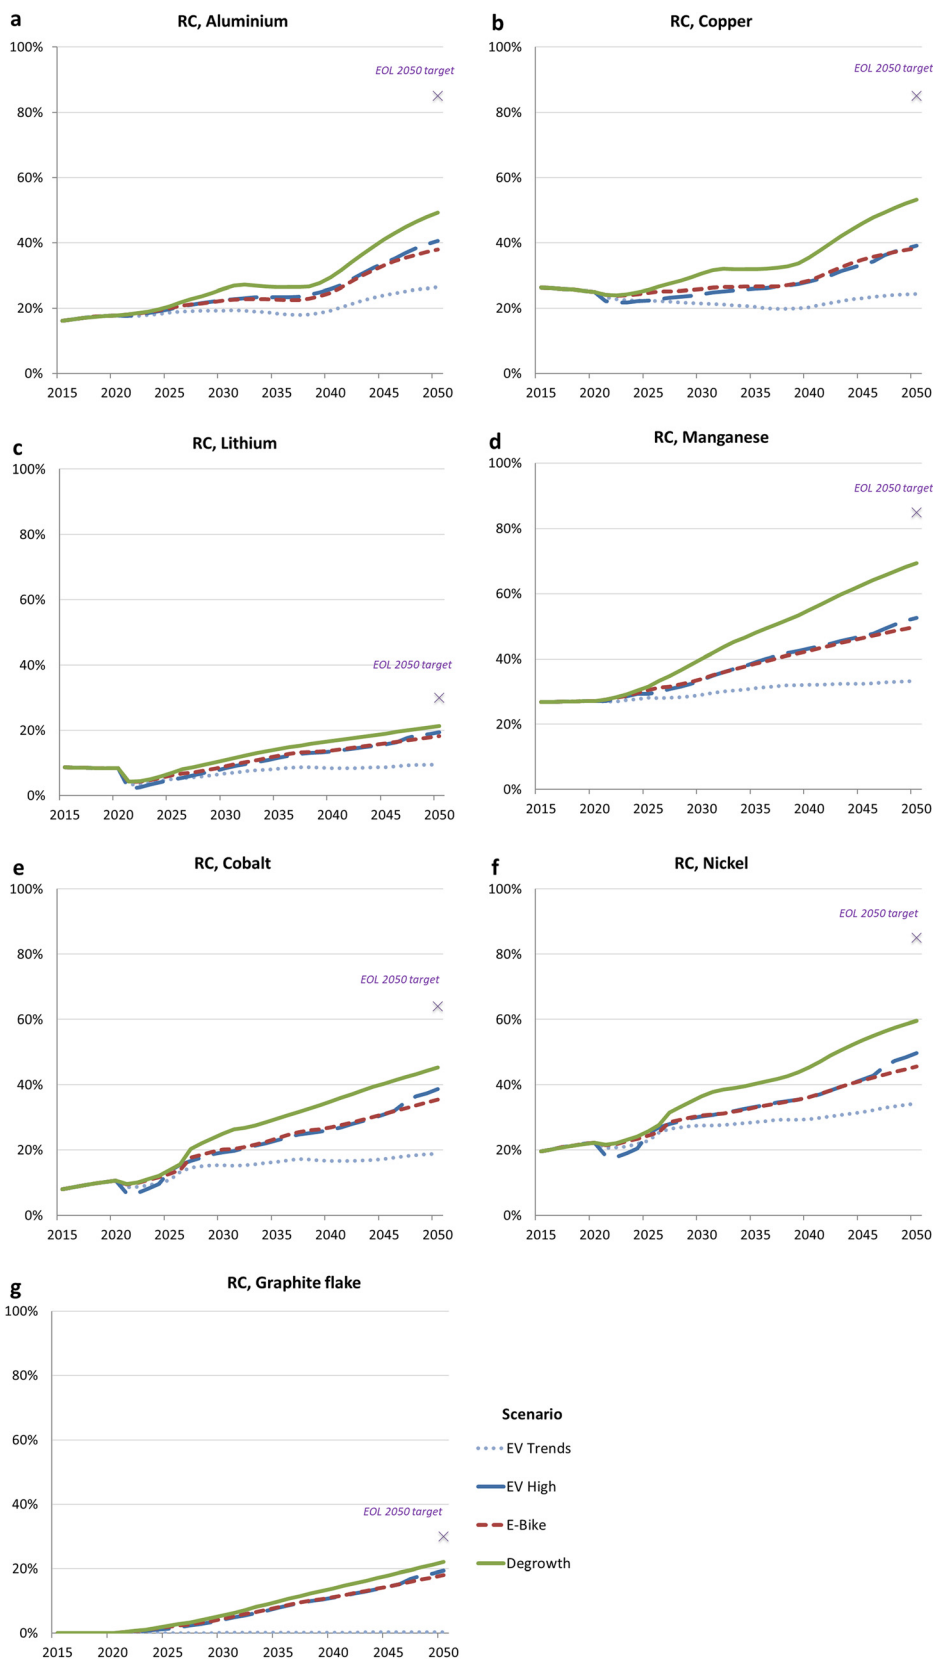 a
RC, Aluminium
100%
80%
60%
40%
20%
0%
EOL 2050 target
2015 2020 2025 2030 2035 2040 2045 2050
b
RC, Copper
100%
80%
60%
40%
20%
0%
EOL 2050 target
2015 2020 2025 2030 2035 2040 2045 2050
c
RC, Lithium
100%
80%
60%
40%
20%
0%
EOL 2050 target
2015 2020 2025 2030 2035 2040 2045 2050
d
RC, Manganese
100%
80%
60%
40%
20%
0%
EOL 2050 target
2015 2020 2025 2030 2035 2040 2045 2050
e
RC, Cobalt
100%
80%
60%
40%
20%
0%
EOL 2050 target
2015 2020 2025 2030 2035 2040 2045 2050
f
RC, Nickel
100%
80%
60%
40%
20%
0%
EOL 2050 target
2015 2020 2025 2030 2035 2040 2045 2050
g
RC, Graphite flake
100%
80%
60%
40%
20%
0%
EOL 2050 target
2015 2020 2025 2030 2035 2040 2045 2050
Scenario
EV Trends
EV High
E-Bike
Degrowth